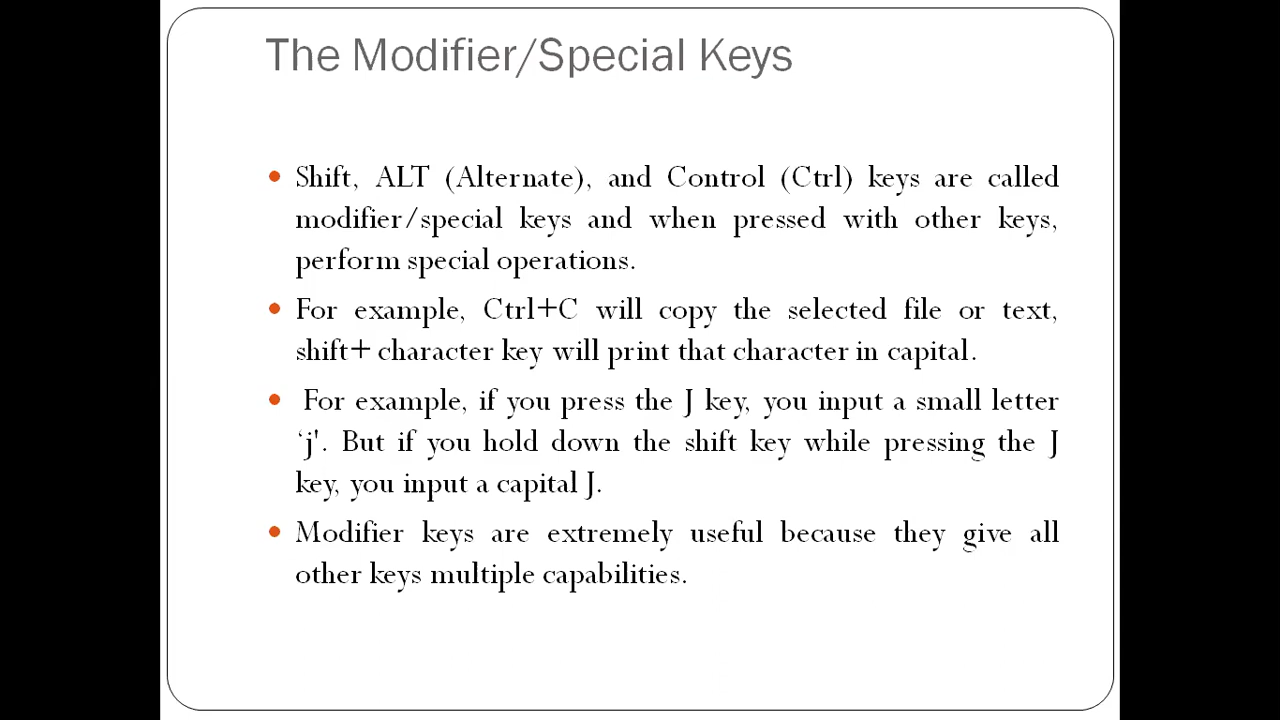 The Modifier/Special Keys
• Shift, ALT (Alternate), and Control (Ctrl) keys are called
modifier/special keys and when pressed with other keys,
perform special operations.
• For example, Ctrl+C will copy the selected file or text,
shift+ character key will print that character in capital.
• For example, if you press the J key, you input a small letter
‘j'. But if you hold down the shift key while pressing the J
key, you input a capital J.
• Modifier keys are extremely useful because they give all
other keys multiple capabilities.